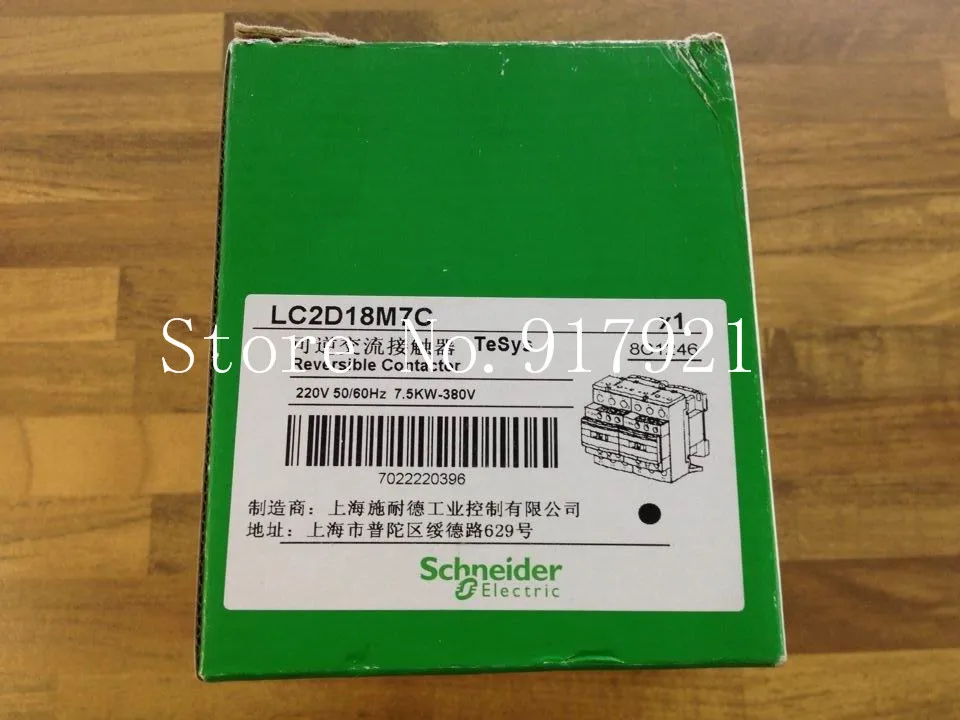 LC2D18M7C
x1
可逆交流接触器 TeSys
Reversible Contactor
220V 50/60Hz 7.5KW-380V
Store No. 917921
7022220396
制造商：上海施耐德工业控制有限公司
地址：上海市普陀区绥德路629号
Schneider
Electric